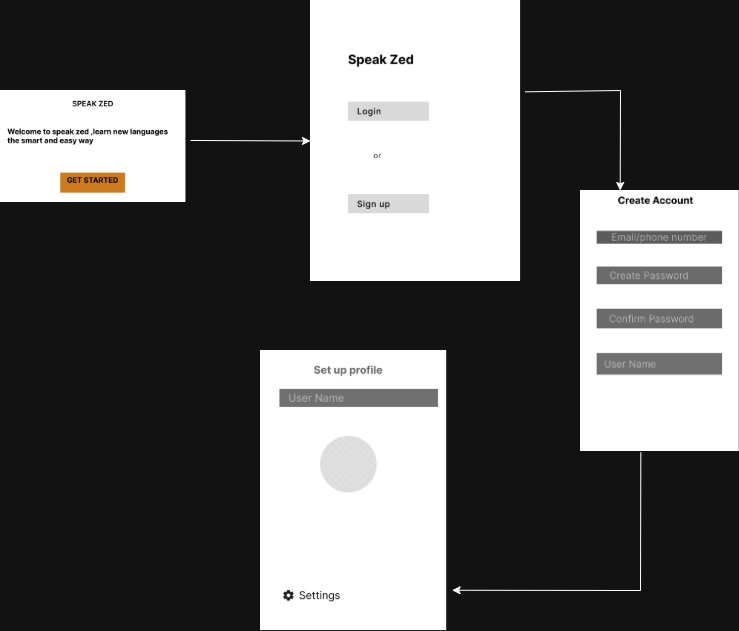 SPEAK ZED
Welcome to speak zed ,learn new languages
the smart and easy way
GET STARTED
Speak Zed
Login
or
Sign up
Create Account
Email/phone number
Create Password
Confirm Password
User Name
Set up profile
User Name
Settings